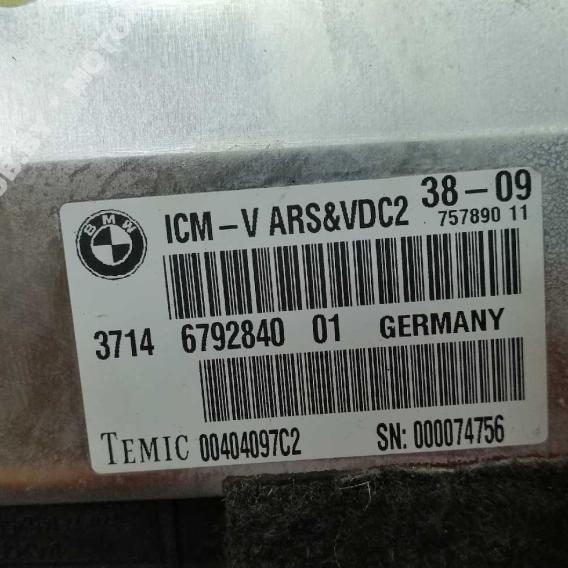 BMW
ICM-V ARS&VDC2 38-09
757890 11
3714 6792840 01 GERMANY
TEMIC 00404097C2 SN: 000074756